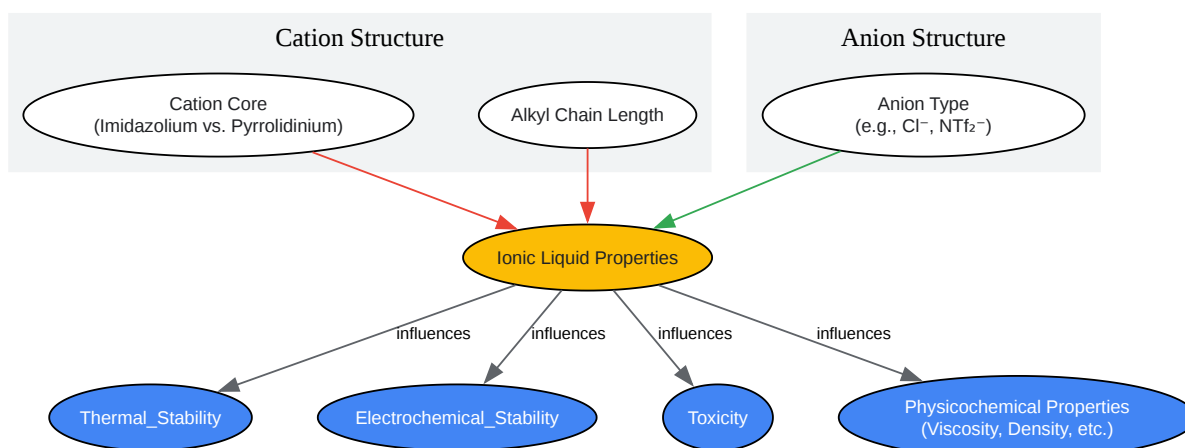 Cation Structure
Anion Structure
Cation Core
(Imidazolium vs. Pyrrolidinium)
Alkyl Chain Length
Anion Type
(e.g., Cl⁻, NTf₂⁻)
Ionic Liquid Properties
influences
influences
influences
influences
Thermal_Stability
Electrochemical_Stability
Toxicity
Physicochemical Properties
(Viscosity, Density, etc.)